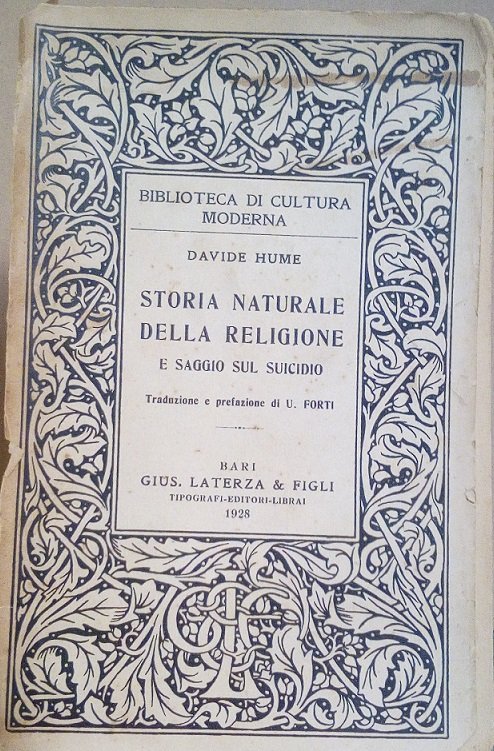 BIBLIOTECA DI CULTURA
MODERNA
DAVIDE HUME
STORIA NATURALE
DELLA RELIGIONE
E SAGGIO SUL SUICIDIO
Traduzione e prefazione di U. FORTI
BARI
GIUS. LATERZA & FIGLI
TIPOGRAFI-EDITORI-LIBRAI
1928